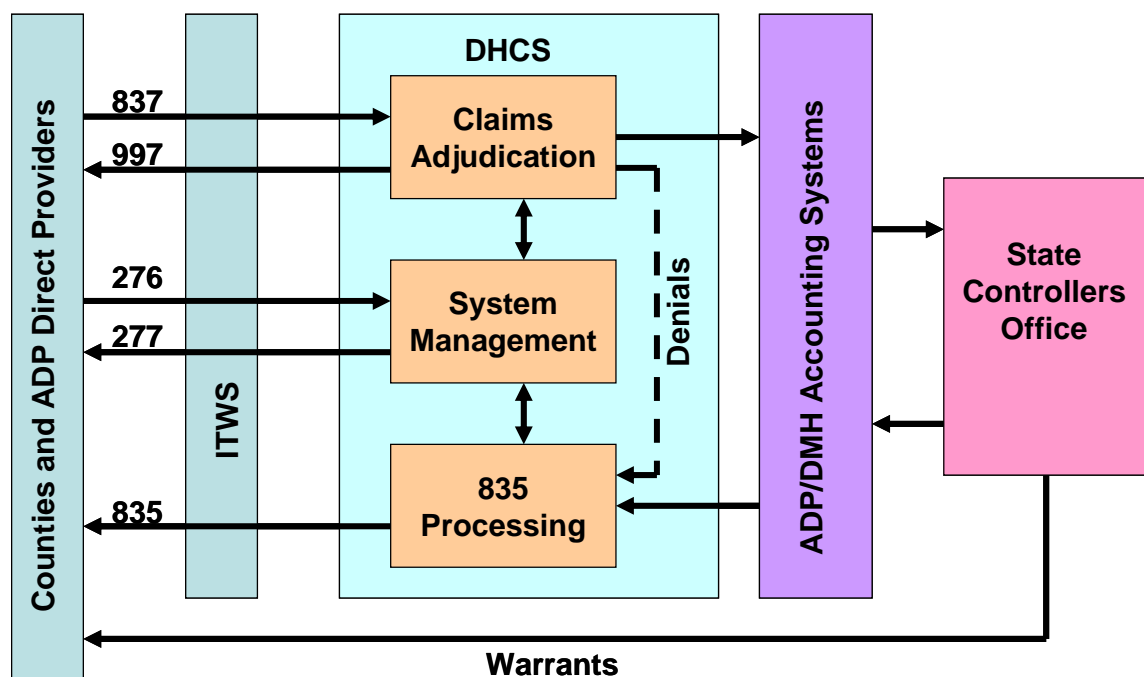 Counties and ADP Direct Providers
ITWS
DHCS
837
Claims
Adjudication
997
276
System
Management
277
Denials
835
Processing
835
ADP/DMH Accounting Systems
State
Controllers
Office
Warrants